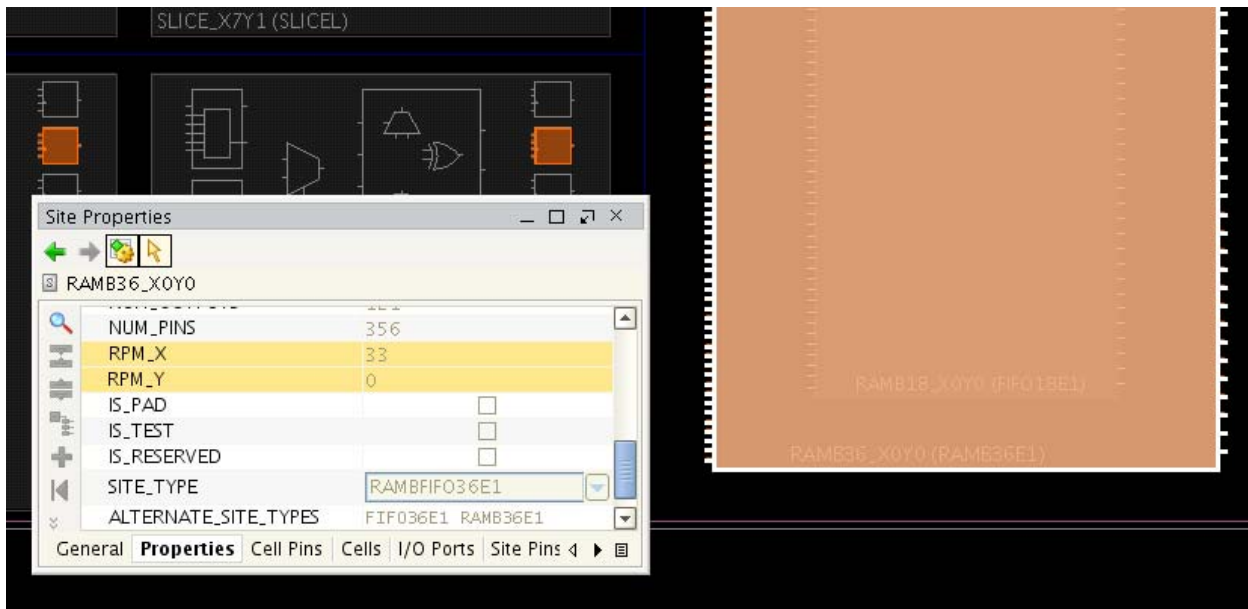 SLICE_X7Y1 (SLICEL)
RAMB18_X0Y0 (FIFO18E1)
RAMB36_X0Y0 (RAMB36E1)
Site Properties
RAMB36_X0Y0
NUM_PINS 356
RPM_X 33
RPM_Y 0
IS_PAD
IS_TEST
IS_RESERVED
SITE_TYPE RAMBFIFO36E1
ALTERNATE_SITE_TYPES FIFO36E1 RAMB36E1
General Properties Cell Pins Cells I/O Ports Site Pins